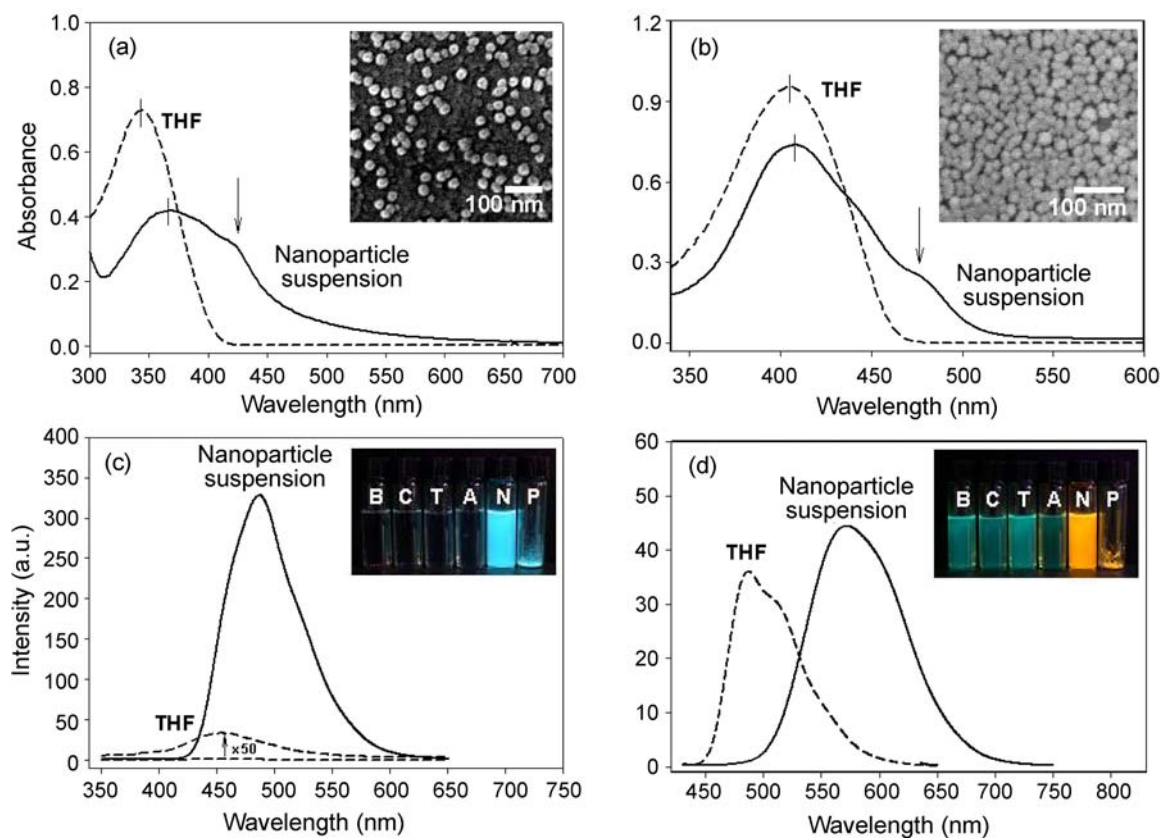 (a)
THF
Nanoparticle
suspension
100 nm
Absorbance
1.0
0.8
0.6
0.4
0.2
0.0
300 350 400 450 500 550 600 650 700
Wavelength (nm)
(b)
THF
Nanoparticle
suspension
100 nm
1.2
0.9
0.6
0.3
0.0
400 450 500 550 600
Wavelength (nm)
(c)
Nanoparticle
suspension
THF
x50
B C T A N P
Intensity (a.u.)
400
350
300
250
200
150
100
50
0
350 400 450 500 550 600 650 700 750
Wavelength (nm)
(d)
Nanoparticle
suspension
THF
B C T A N P
60
50
40
30
20
10
0
450 500 550 600 650 700 750 800
Wavelength (nm)